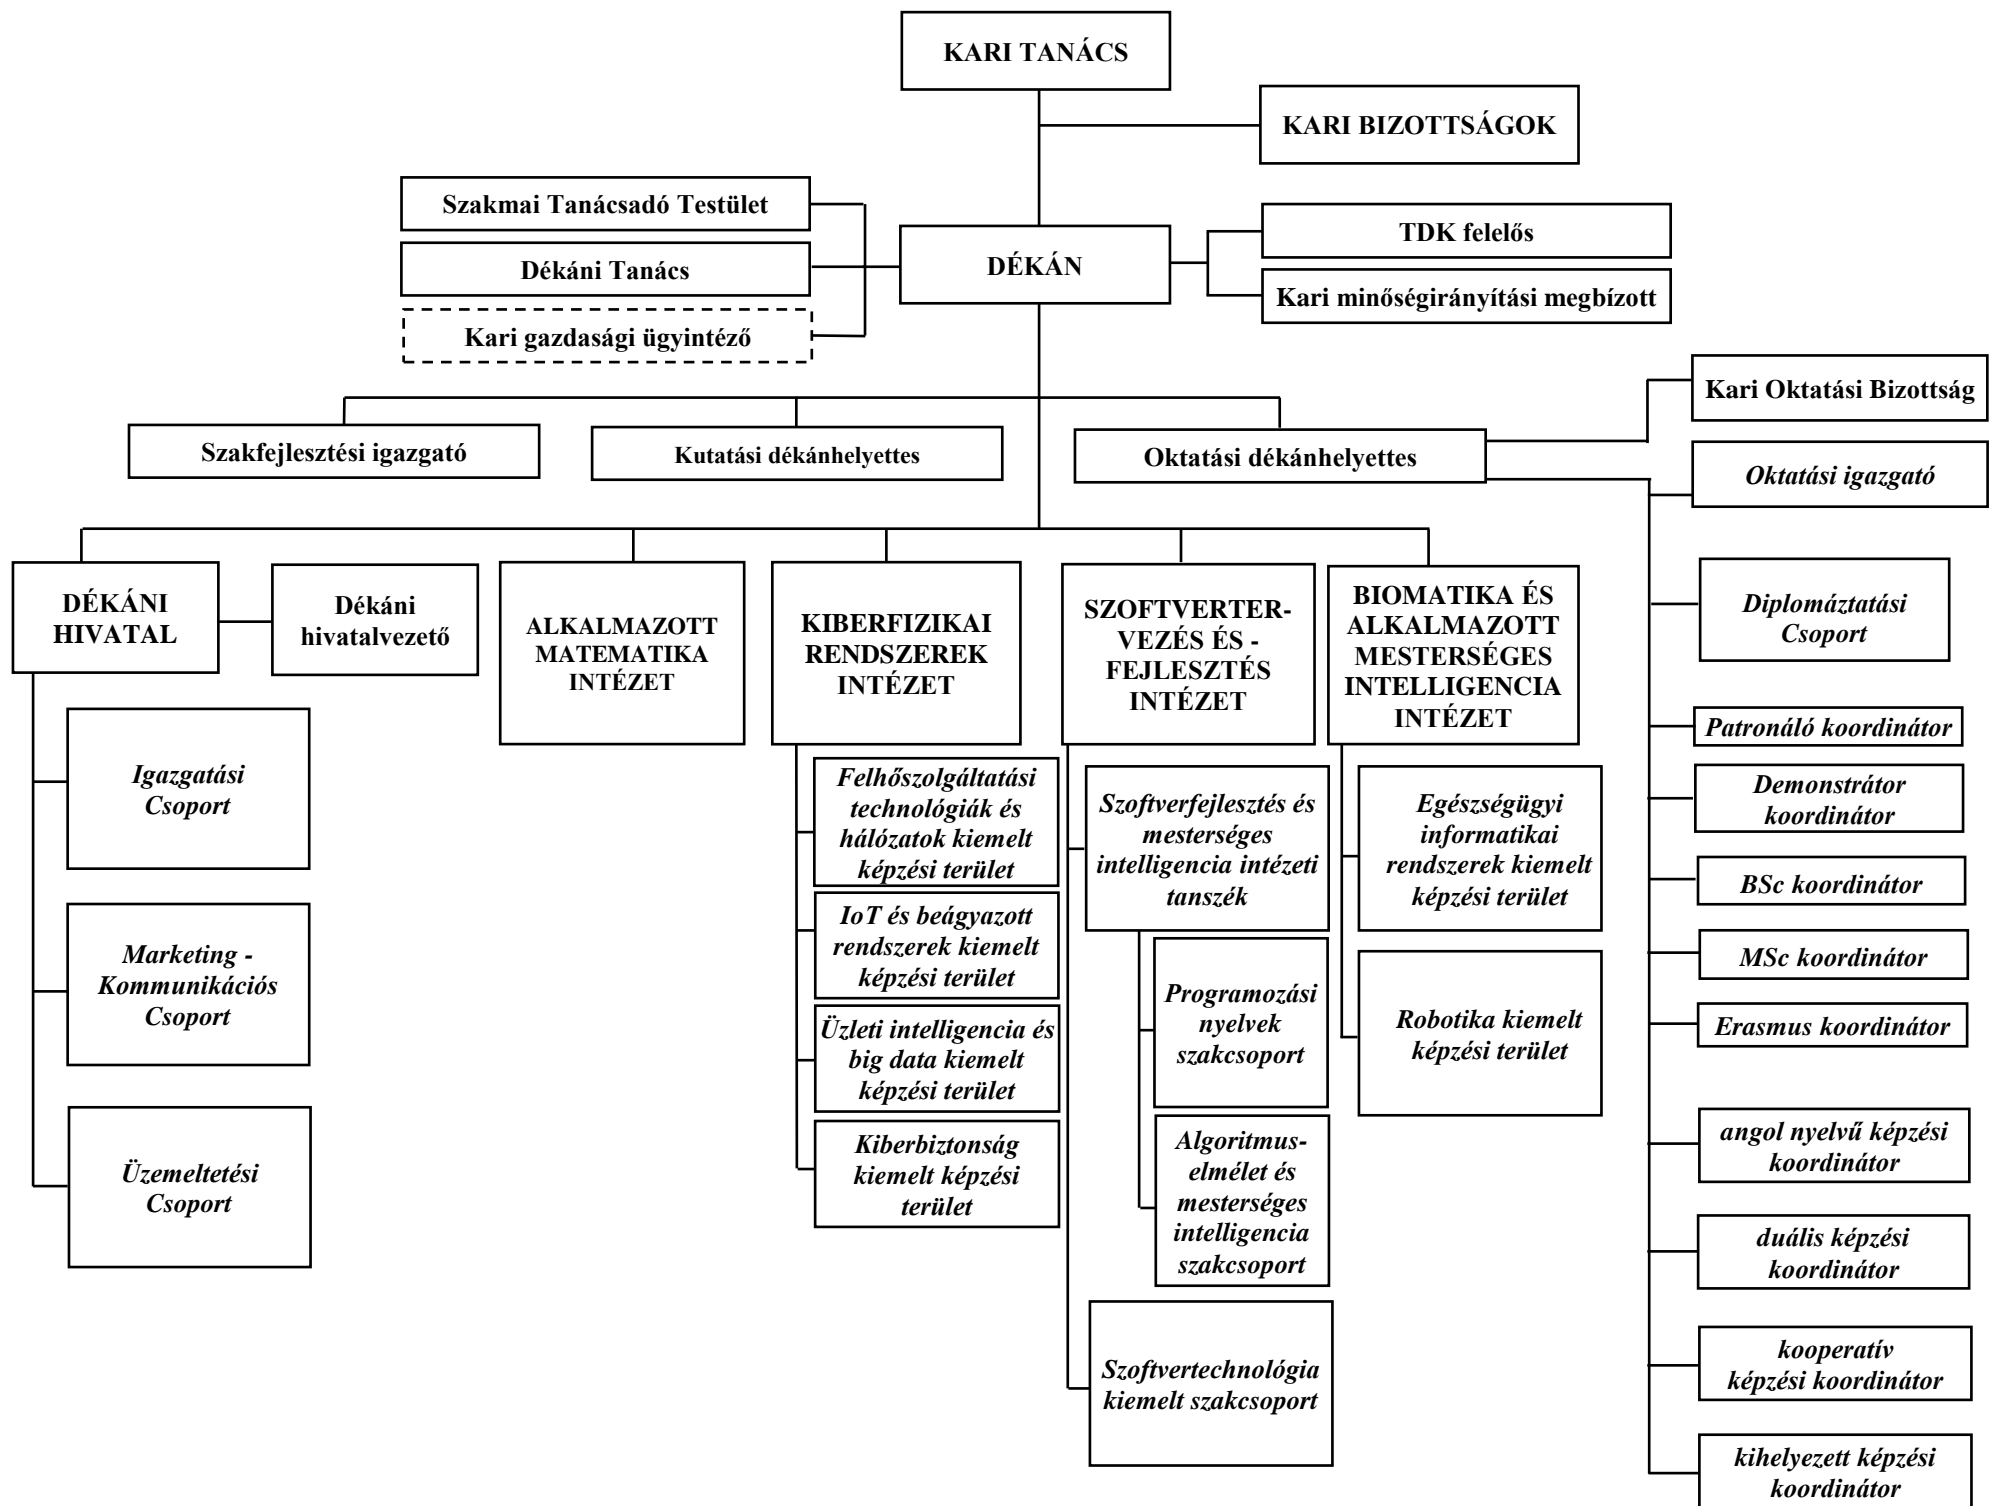 KARI TANÁCS
KARI BIZOTTSÁGOK
Szakmai Tanácsadó Testület
Dékáni Tanács
Kari gazdasági ügyintéző
DÉKÁN
TDK felelős
Kari minőségirányítási megbízott
Szakfejlesztési igazgató
Kutatási dékánhelyettes
Oktatási dékánhelyettes
Kari Oktatási Bizottság
Oktatási igazgató
Diplomáztatási
Csoport
Patronáló koordinátor
Demonstrátor
koordinátor
BSc koordinátor
MSc koordinátor
Erasmus koordinátor
angol nyelvű képzési
koordinátor
duális képzési
koordinátor
kooperatív
képzési koordinátor
kihelyezett képzési
koordinátor
DÉKÁNI
HIVATAL
Dékáni
hivatalvezető
Igazgatási
Csoport
Marketing -
Kommunikációs
Csoport
Üzemeltetési
Csoport
ALKALMAZOTT
MATEMATIKA
INTÉZET
KIBERFIZIKAI
RENDSZEREK
INTÉZET
Felhőszolgáltatási
technológiák és
hálózatok kiemelt
képzési terület
IoT és beágyazott
rendszerek kiemelt
képzési terület
Üzleti intelligencia és
big data kiemelt
képzési terület
Kiberbiztonság
kiemelt képzési
terület
SZOFTVERTER-
VEZÉS ÉS -
FEJLESZTÉS
INTÉZET
Szoftverfejlesztés és
mesterséges
intelligencia intézeti
tanszék
Programozási
nyelvek
szakcsoport
Algoritmus-
elmélet és
mesterséges
intelligencia
szakcsoport
Szoftvertechnológia
kiemelt szakcsoport
BIOMATIKA ÉS
ALKALMAZOTT
MESTERSÉGES
INTELLIGENCIA
INTÉZET
Egészségügyi
informatikai
rendszerek kiemelt
képzési terület
Robotika kiemelt
képzési terület